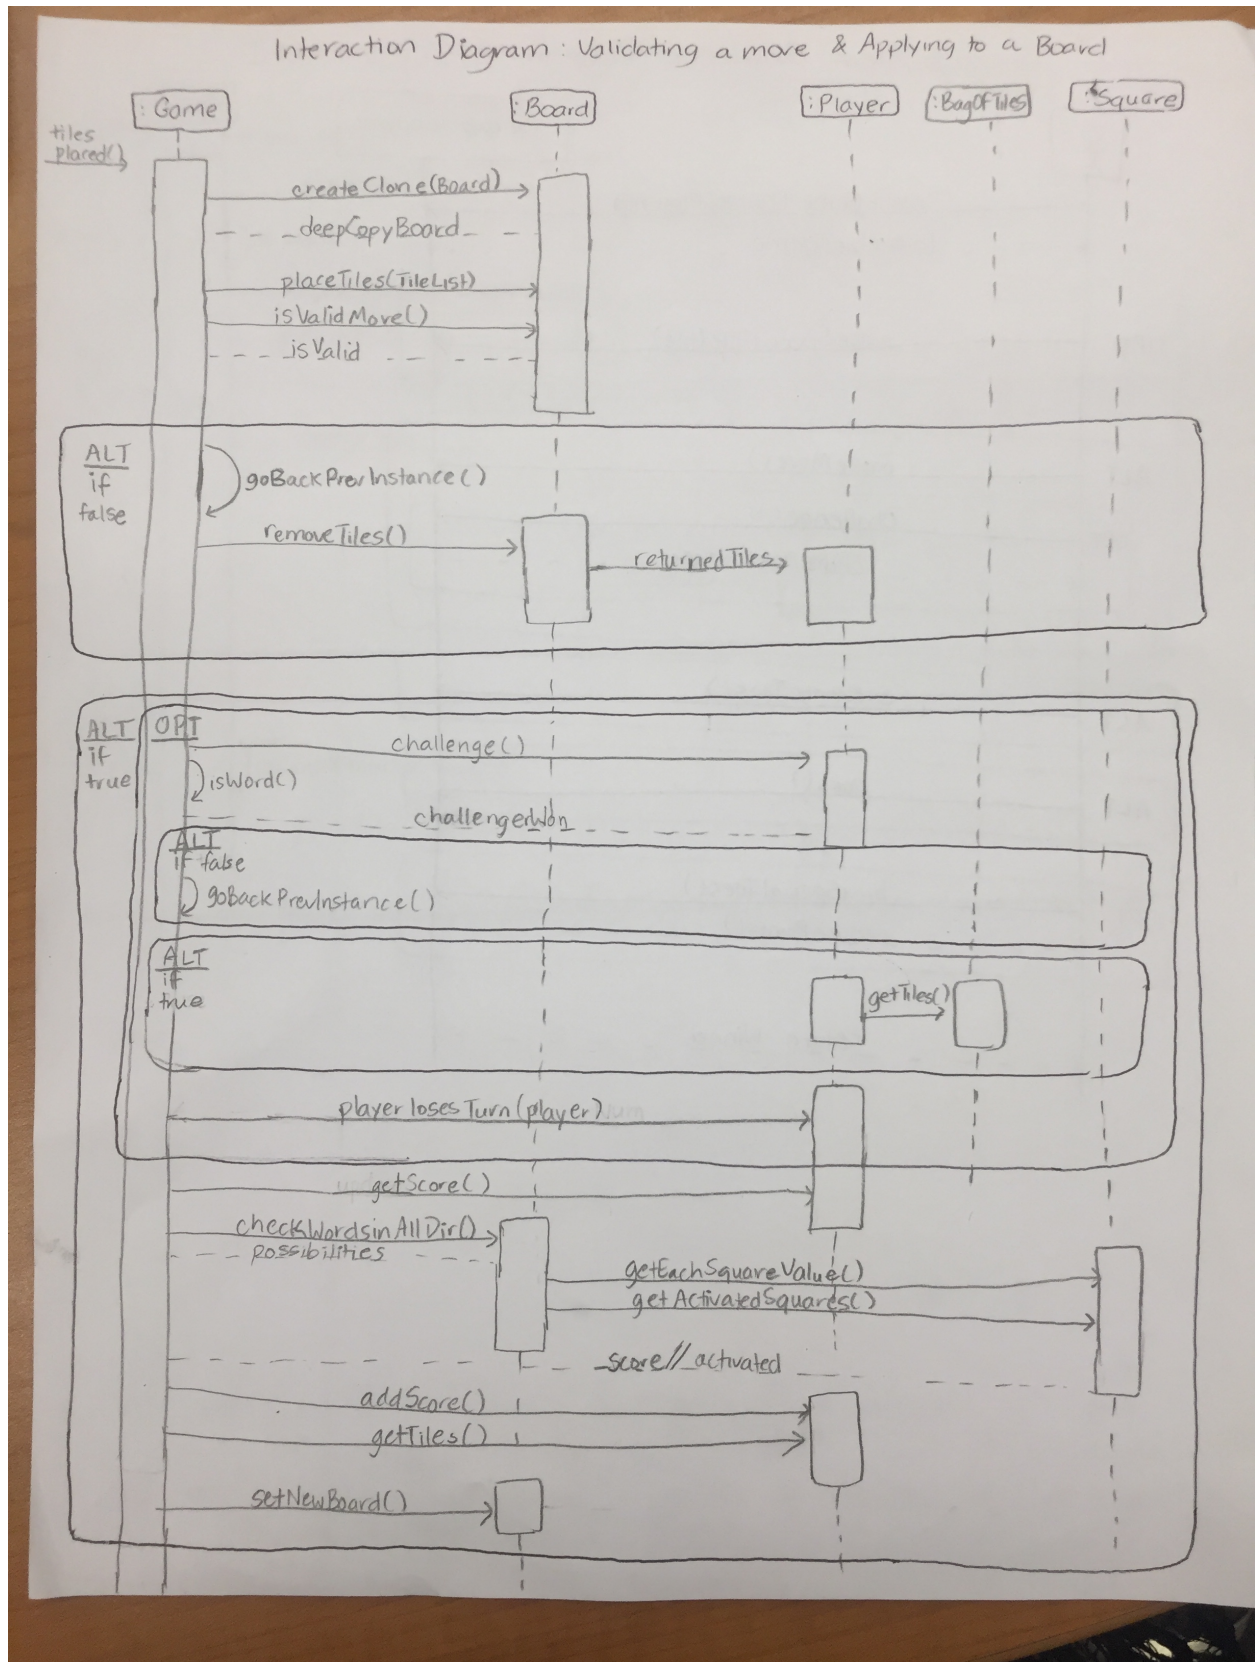 Interaction Diagram : Validating a move & Applying to a Board
: Game
: Board
: Player
: BagOfTiles
: Square
tiles
placed()
createClone(Board)
deepCopyBoard
placeTiles(TileList)
isValidMove()
isValid
ALT
if
false
goBackPrevInstance()
removeTiles()
returnedTiles
ALT
if
true
OPT
challenge()
isWord()
challengerWon
ALT
if false
goBackPrevInstance()
ALT
if
true
getTiles()
playerlosesTurn(player)
getScore()
checkWordsinAllDir()
possibilities
getEachSquareValue()
getActivatedSquares()
score// activated
addScore()
getTiles()
setNewBoard()